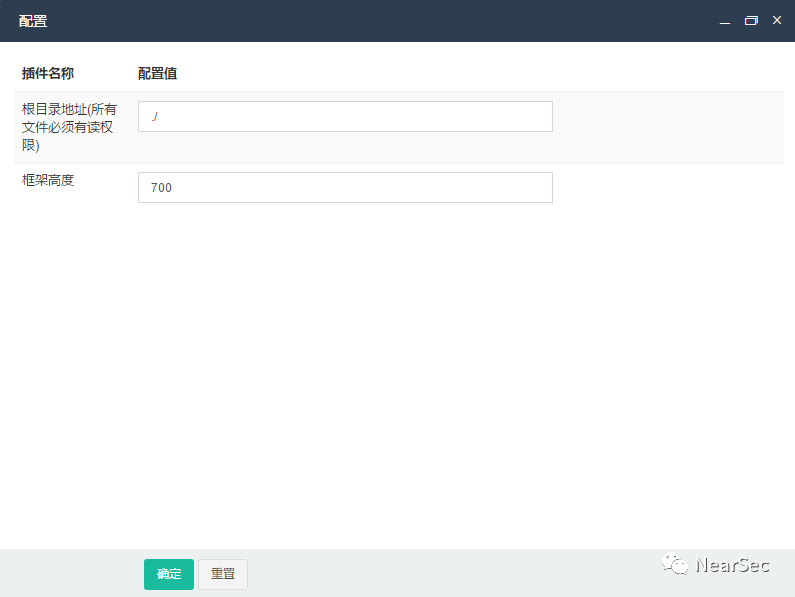 配置
插件名称 配置值
根目录地址(所有
文件必须有读权
限)
./
框架高度
700
确定 重置
NearSec